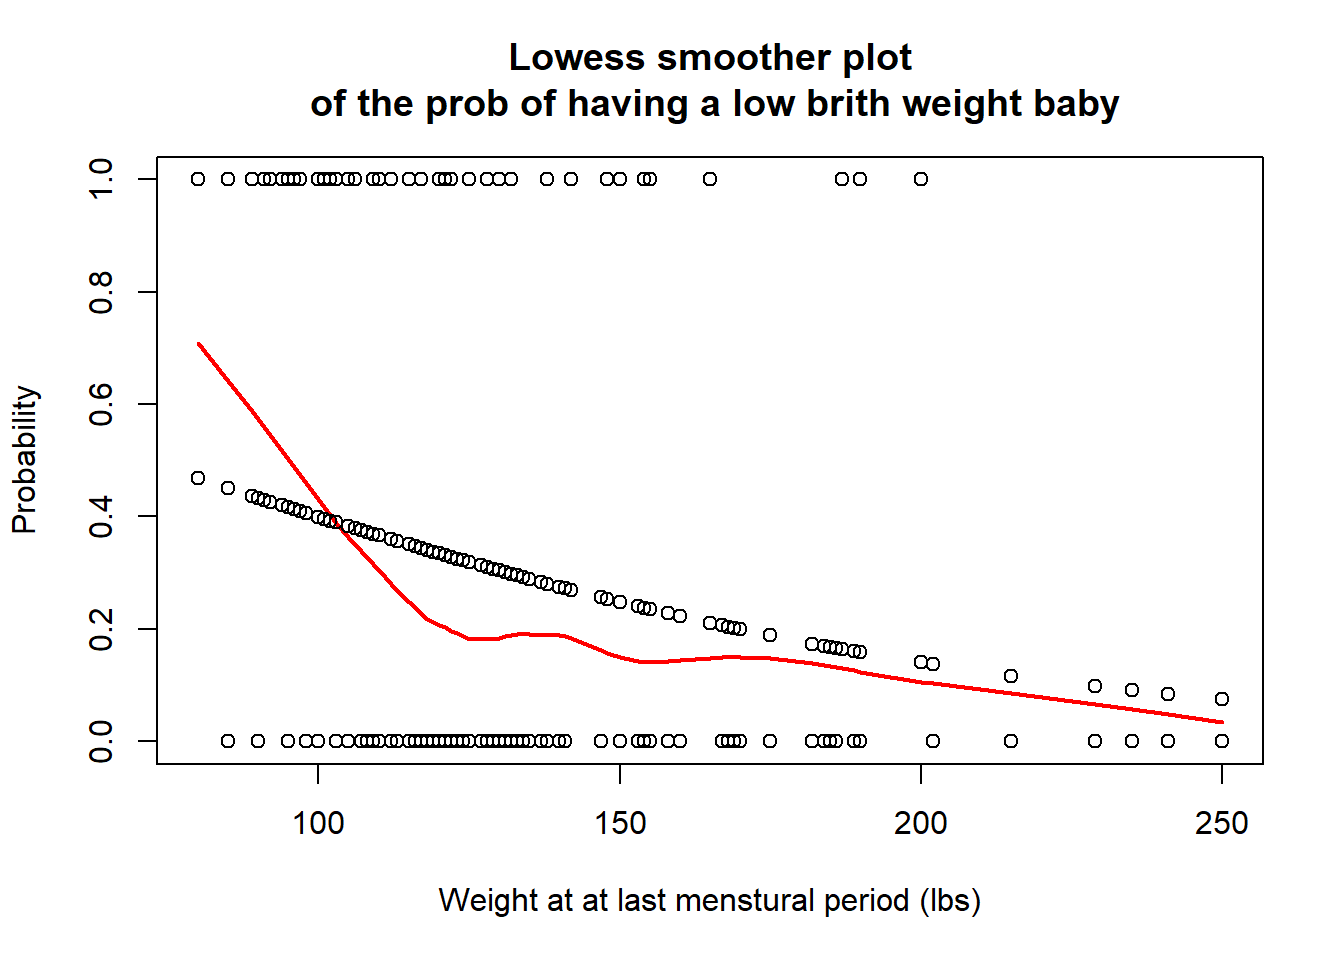 Lowess smoother plot
of the prob of having a low brith weight baby
Probability
1.0
0.8
0.6
0.4
0.2
0.0
100 150 200 250
Weight at at last menstural period (lbs)